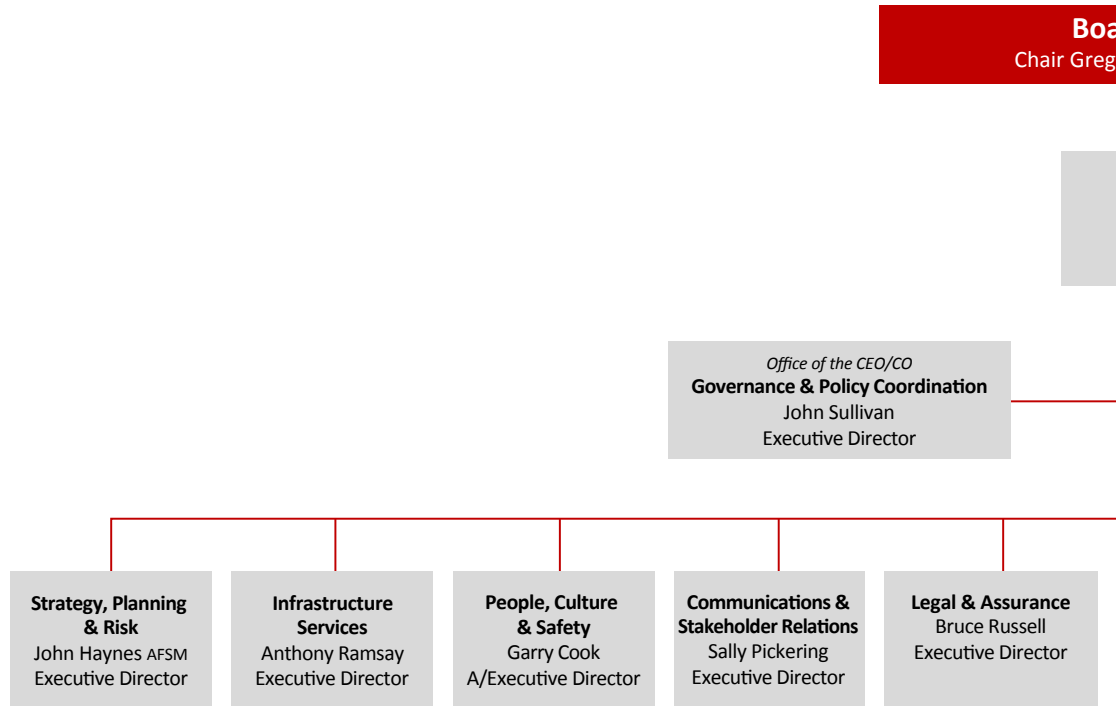 Boa
Chair Greg
Office of the CEO/CO
Governance & Policy Coordination
John Sullivan
Executive Director
Strategy, Planning
& Risk
John Haynes AFSM
Executive Director
Infrastructure
Services
Anthony Ramsay
Executive Director
People, Culture
& Safety
Garry Cook
A/Executive Director
Communications &
Stakeholder Relations
Sally Pickering
Executive Director
Legal & Assurance
Bruce Russell
Executive Director